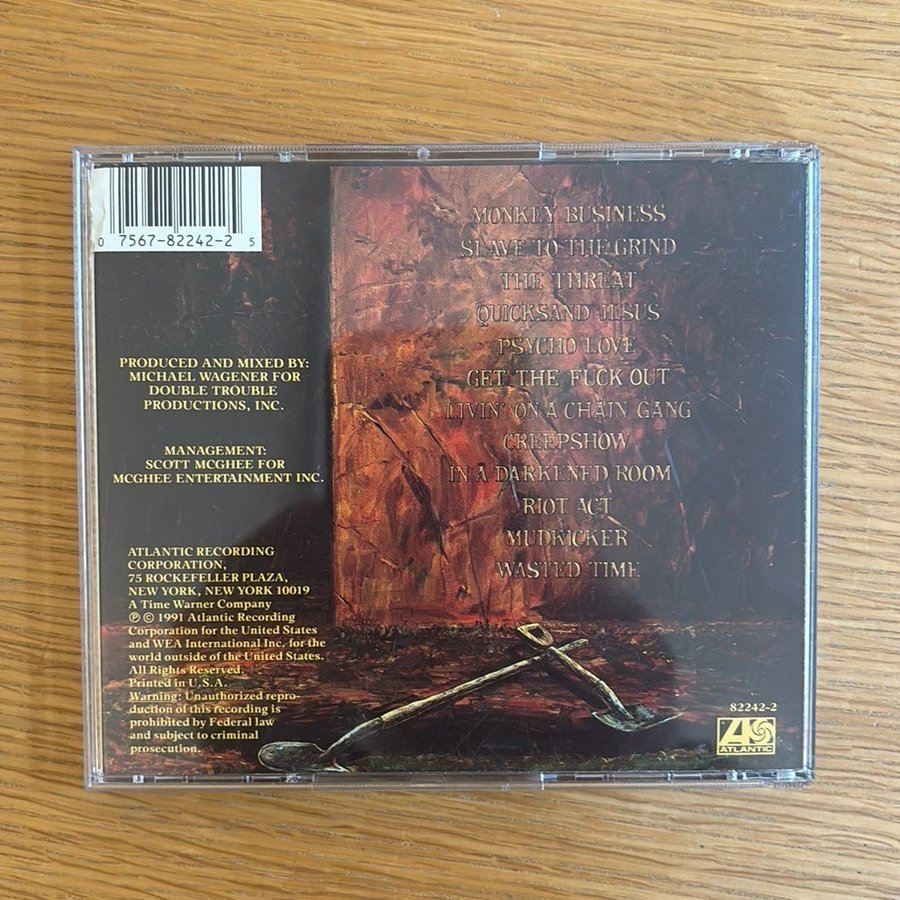 0 7567-82242-2 5
MONKEY BUSINESS
SLAVE TO THE GRIND
THE THREAT
QUICKSAND JESUS
PSYCHO LOVE
GET THE FUCK OUT
LIVIN' ON A CHAIN GANG
CREEPSHOW
IN A DARKENED ROOM
RIOT ACT
MUDKICKER
WASTED TIME
PRODUCED AND MIXED BY:
MICHAEL WAGENER FOR
DOUBLE TROUBLE
PRODUCTIONS, INC.
MANAGEMENT:
SCOTT MCGHEE FOR
MCGHEE ENTERTAINMENT INC.
ATLANTIC RECORDING
CORPORATION,
75 ROCKEFELLER PLAZA,
NEW YORK, NEW YORK 10019
A Time Warner Company
℗ © 1991 Atlantic Recording
Corporation for the United States
and WEA International Inc. for the
world outside of the United States.
All Rights Reserved.
Printed in U.S.A.
Warning: Unauthorized repro-
duction of this recording is
prohibited by Federal law
and subject to criminal
prosecution.
82242-2
ATLANTIC